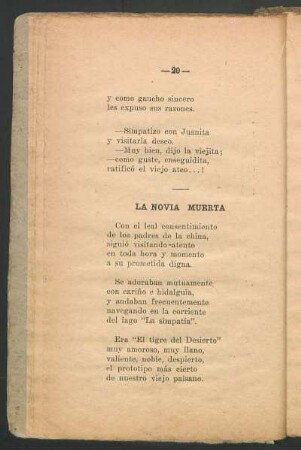 —20—
y como gaucho sincero
les expuso sus razones.
—Simpatizo con Juanita
y visitarla deseo.
—Muy bien, dijo la viejita;
—como guste, enseguidita,
ratificó el viejo ateo...!
LA NOVIA MUERTA
Con el leal consentimiento
de los padres de la china,
siguió visitando atento
en toda hora y momento
a su prometida digna.
Se adoraban mutuamente
con cariño e hidalguía,
y andaban frecuentemente
navegando en la corriente
del lago "La simpatía".
Era "El tigre del Desierto"
muy amoroso, muy llano,
valiente, noble, despierto,
el prototipo más cierto
de nuestro viejo paisano.